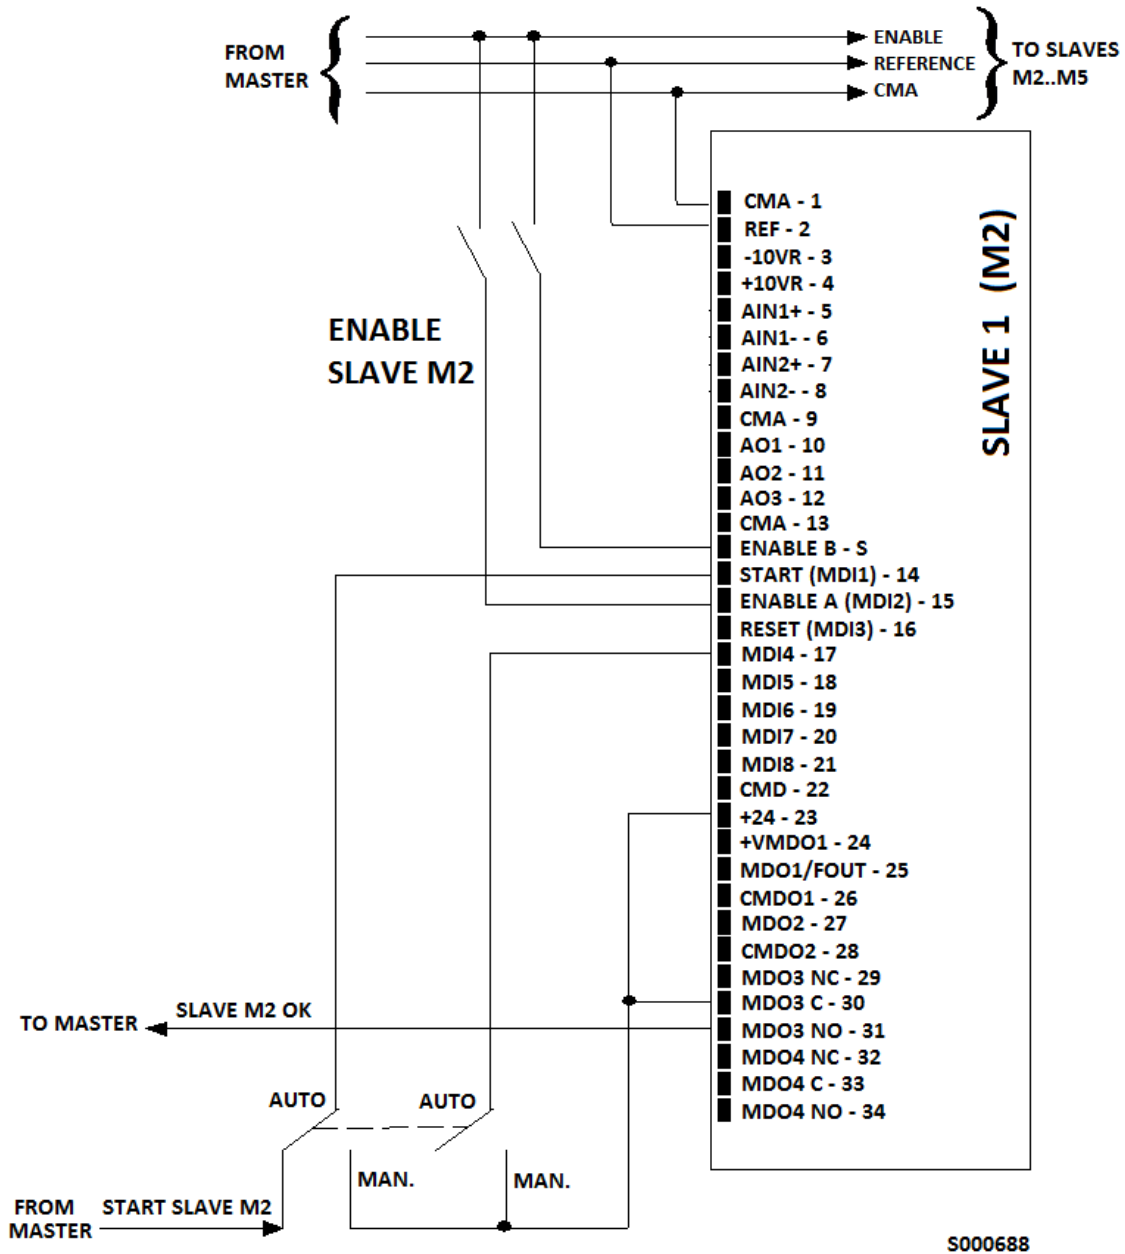 FROM
MASTER
ENABLE
REFERENCE
CMA
TO SLAVES
M2..M5
ENABLE
SLAVE M2
SLAVE 1 (M2)
CMA - 1
REF - 2
-10VR - 3
+10VR - 4
AIN1+ - 5
AIN1- - 6
AIN2+ - 7
AIN2- - 8
CMA - 9
AO1 - 10
AO2 - 11
AO3 - 12
CMA - 13
ENABLE B - S
START (MDI1) - 14
ENABLE A (MDI2) - 15
RESET (MDI3) - 16
MDI4 - 17
MDI5 - 18
MDI6 - 19
MDI7 - 20
MDI8 - 21
CMD - 22
+24 - 23
+VMDO1 - 24
MDO1/FOUT - 25
CMDO1 - 26
MDO2 - 27
CMDO2 - 28
MDO3 NC - 29
MDO3 C - 30
MDO3 NO - 31
MDO4 NC - 32
MDO4 C - 33
MDO4 NO - 34
TO MASTER
SLAVE M2 OK
AUTO
AUTO
MAN.
MAN.
FROM
MASTER
START SLAVE M2
S000688